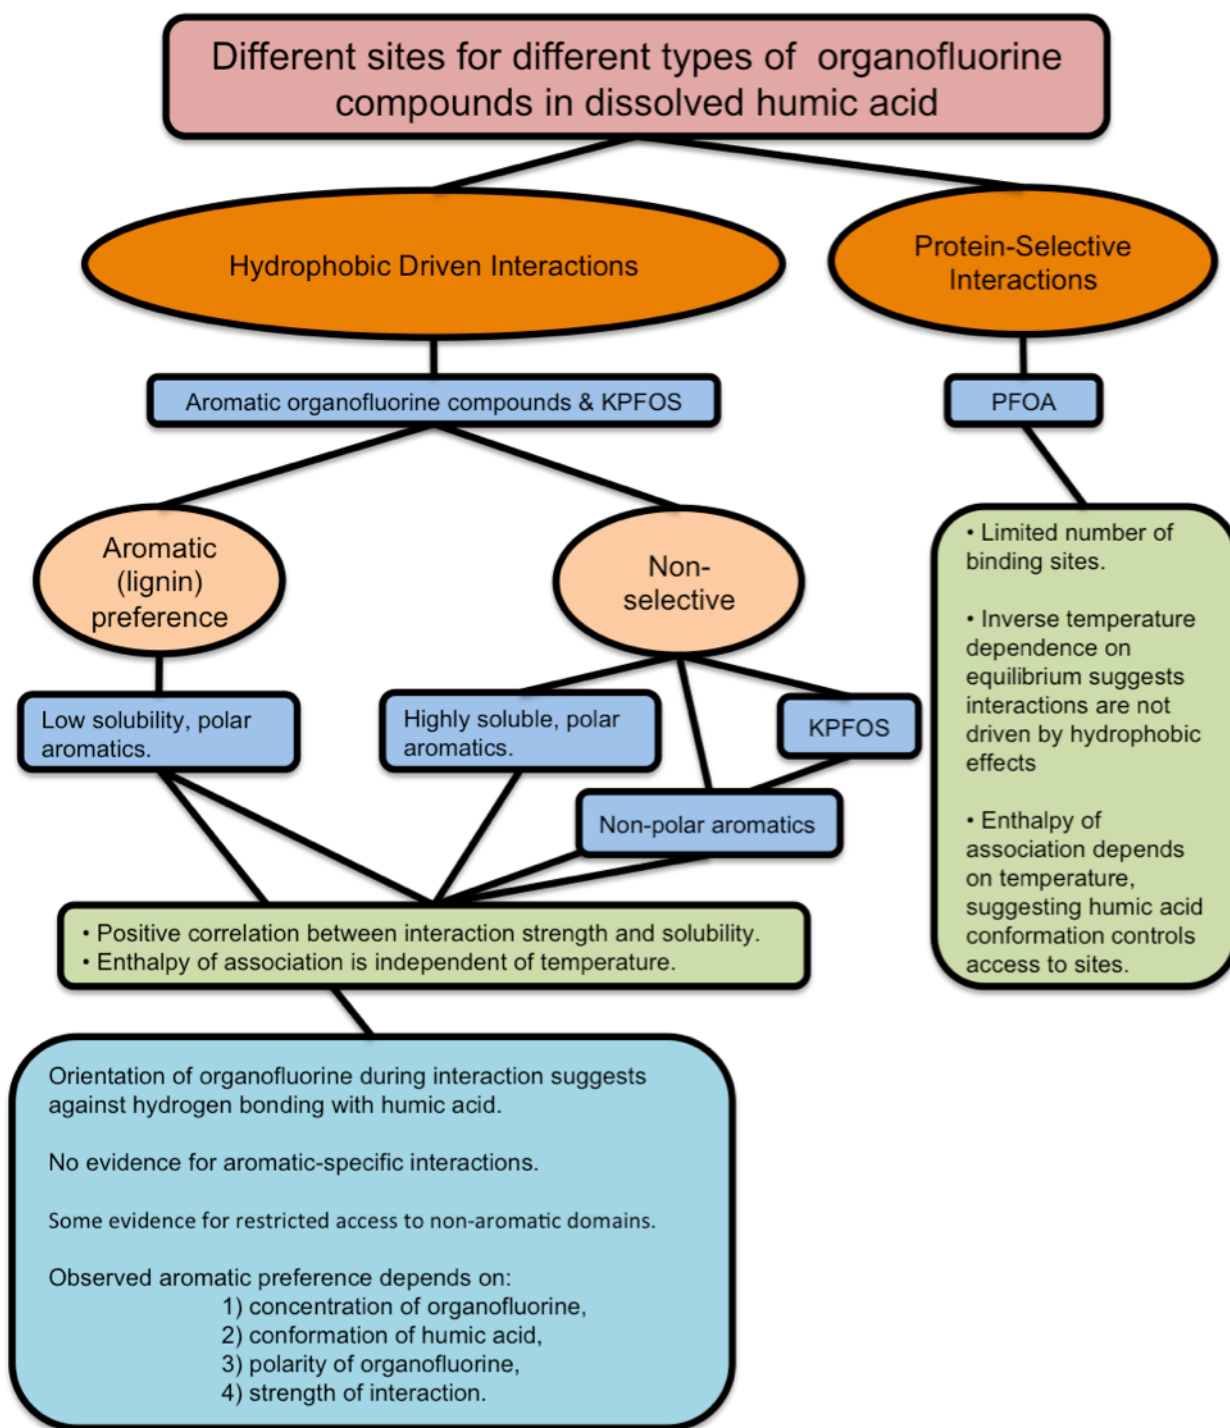 Different sites for different types of organofluorine
compounds in dissolved humic acid
Hydrophobic Driven Interactions
Protein-Selective
Interactions
Aromatic organofluorine compounds & KPFOS
PFOA
Aromatic
(lignin)
preference
Non-
selective
Low solubility, polar
aromatics.
Highly soluble, polar
aromatics.
KPFOS
Non-polar aromatics
• Positive correlation between interaction strength and solubility.
• Enthalpy of association is independent of temperature.
• Limited number of
binding sites.
• Inverse temperature
dependence on
equilibrium suggests
interactions are not
driven by hydrophobic
effects
• Enthalpy of
association depends
on temperature,
suggesting humic acid
conformation controls
access to sites.
Orientation of organofluorine during interaction suggests
against hydrogen bonding with humic acid.
No evidence for aromatic-specific interactions.
Some evidence for restricted access to non-aromatic domains.
Observed aromatic preference depends on:
1) concentration of organofluorine,
2) conformation of humic acid,
3) polarity of organofluorine,
4) strength of interaction.